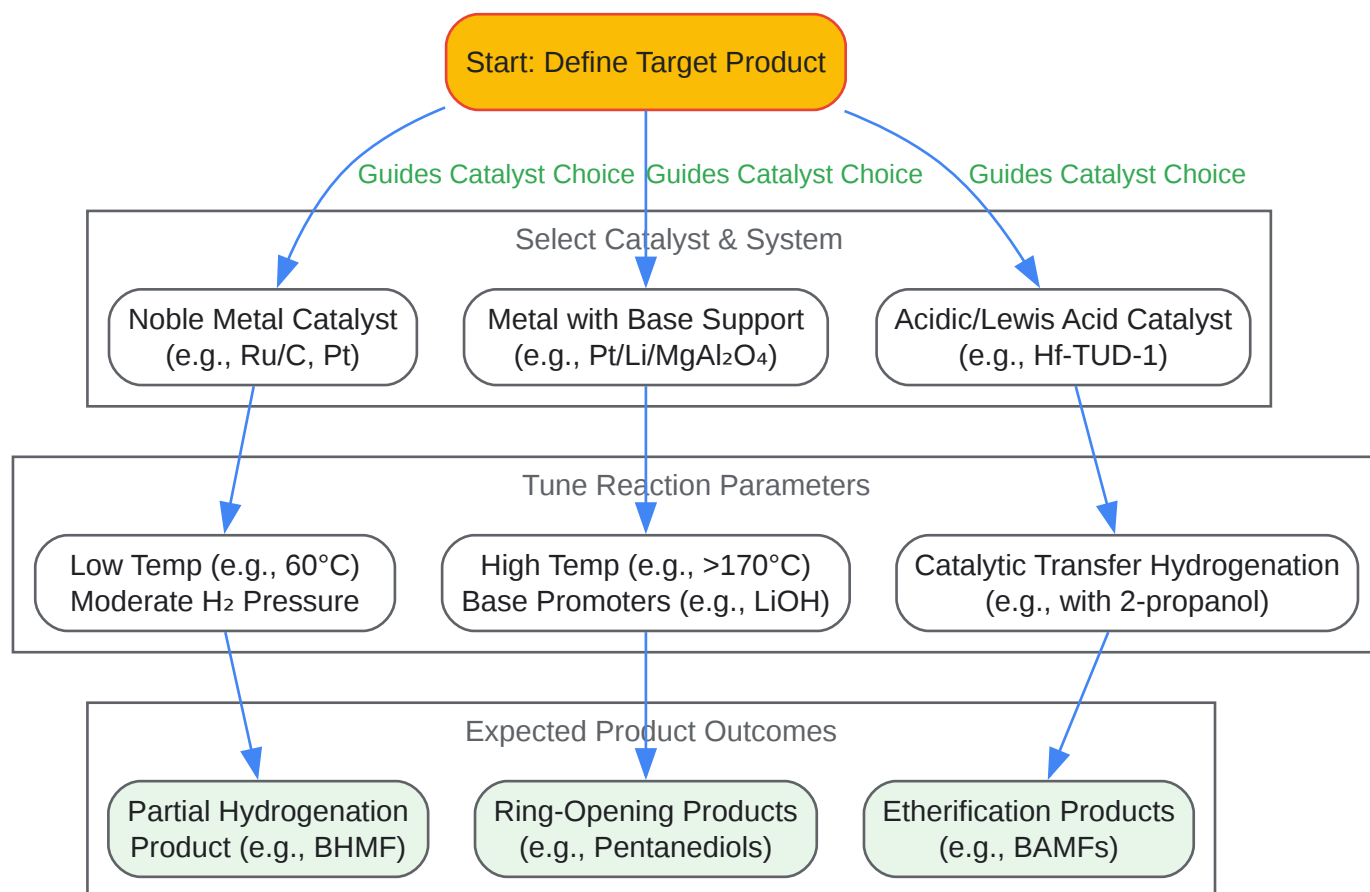 Start: Define Target Product
Guides Catalyst Choice
Guides Catalyst Choice
Guides Catalyst Choice
Select Catalyst & System
Noble Metal Catalyst
(e.g., Ru/C, Pt)
Metal with Base Support
(e.g., Pt/Li/MgAl₂O₄)
Acidic/Lewis Acid Catalyst
(e.g., Hf-TUD-1)
Tune Reaction Parameters
Low Temp (e.g., 60°C)
Moderate H₂ Pressure
High Temp (e.g., >170°C)
Base Promoters (e.g., LiOH)
Catalytic Transfer Hydrogenation
(e.g., with 2-propanol)
Expected Product Outcomes
Partial Hydrogenation
Product (e.g., BHMF)
Ring-Opening Products
(e.g., Pentanediols)
Etherification Products
(e.g., BAMFs)